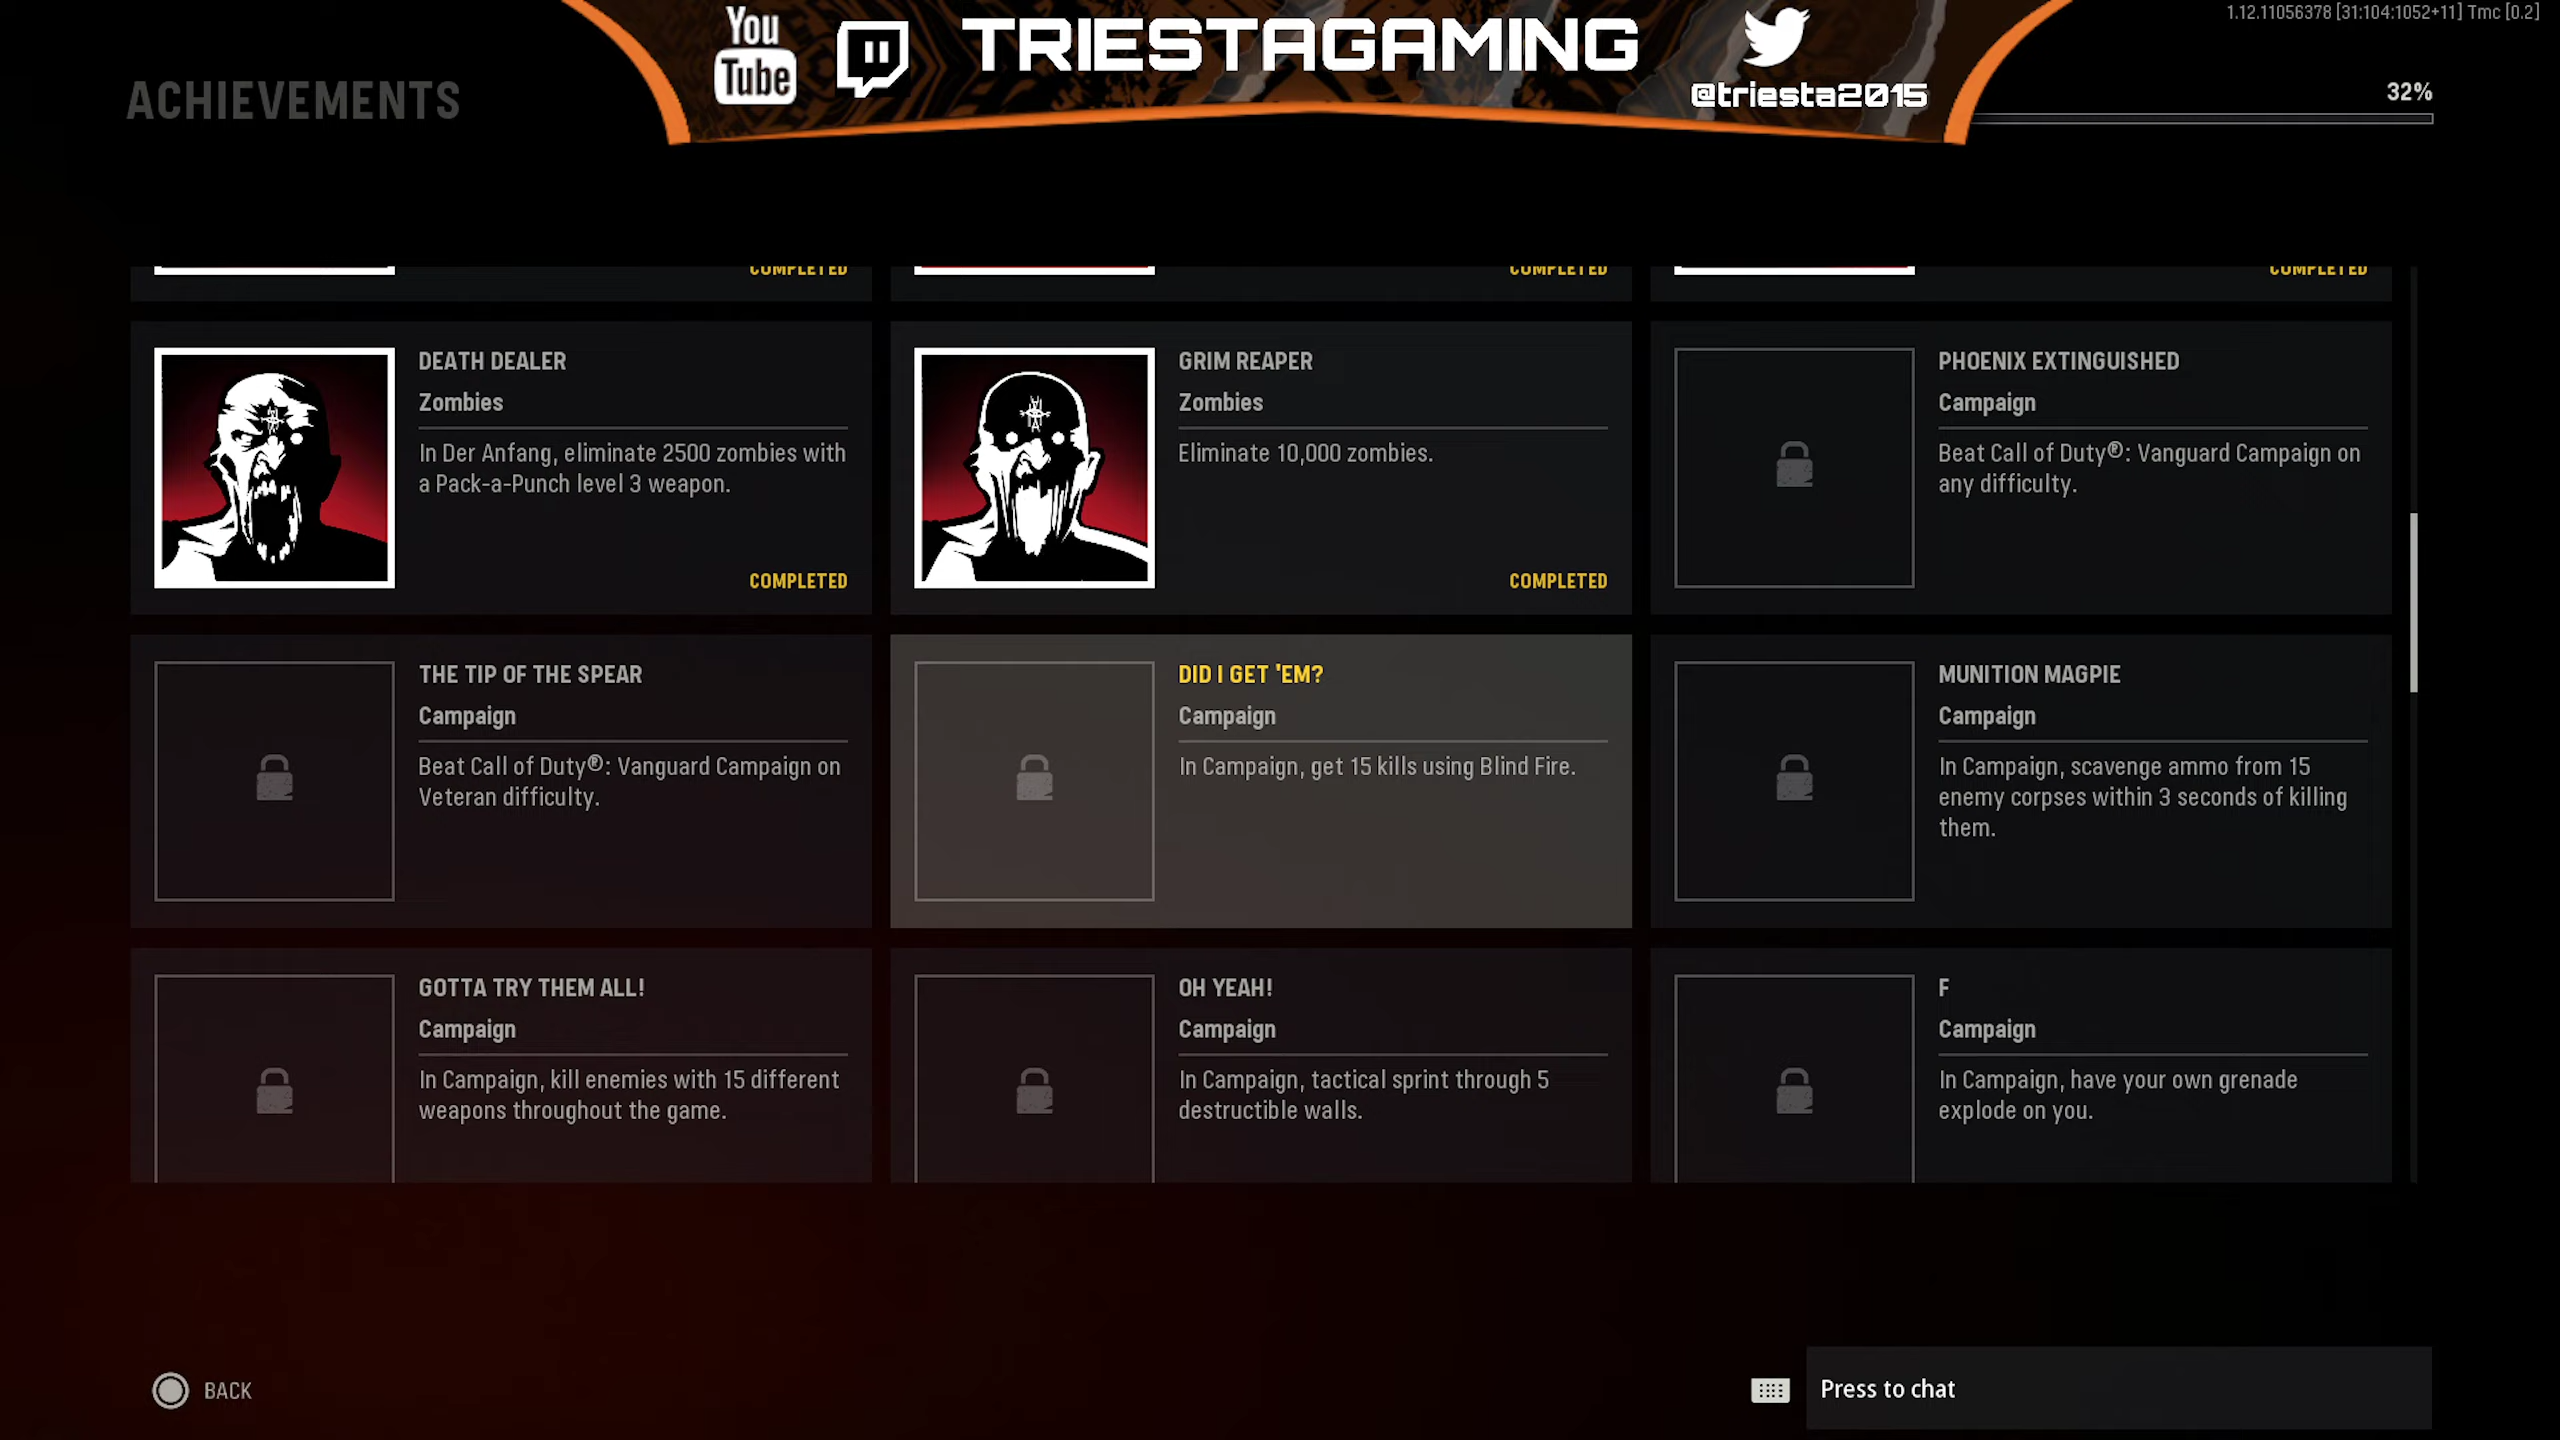 You
Tube
TRIESTAGAMING
@triesta2015
1.12.11056378 [31:104:1052+11] Tmc [0.2]
ACHIEVEMENTS
32%
COMPLETED
COMPLETED
COMPLETED
DEATH DEALER
Zombies
In Der Anfang, eliminate 2500 zombies with
a Pack-a-Punch level 3 weapon.
COMPLETED
GRIM REAPER
Zombies
Eliminate 10,000 zombies.
COMPLETED
PHOENIX EXTINGUISHED
Campaign
Beat Call of Duty®: Vanguard Campaign on
any difficulty.
THE TIP OF THE SPEAR
Campaign
Beat Call of Duty®: Vanguard Campaign on
Veteran difficulty.
DID I GET 'EM?
Campaign
In Campaign, get 15 kills using Blind Fire.
MUNITION MAGPIE
Campaign
In Campaign, scavenge ammo from 15
enemy corpses within 3 seconds of killing
them.
GOTTA TRY THEM ALL!
Campaign
In Campaign, kill enemies with 15 different
weapons throughout the game.
OH YEAH!
Campaign
In Campaign, tactical sprint through 5
destructible walls.
F
Campaign
In Campaign, have your own grenade
explode on you.
BACK
Press to chat